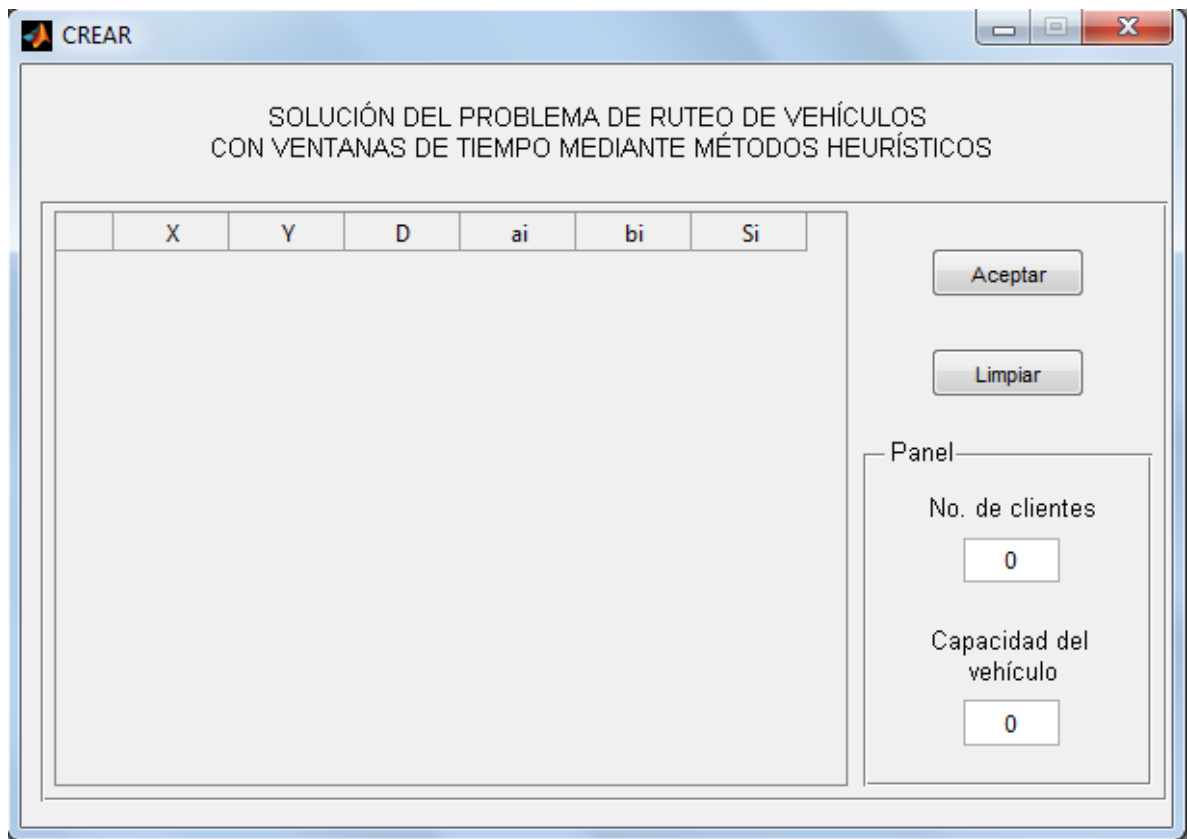 CREAR
SOLUCIÓN DEL PROBLEMA DE RUTEO DE VEHÍCULOS
CON VENTANAS DE TIEMPO MEDIANTE MÉTODOS HEURÍSTICOS
X Y D ai bi Si
Aceptar
Limpiar
Panel
No. de clientes
0
Capacidad del
vehículo
0